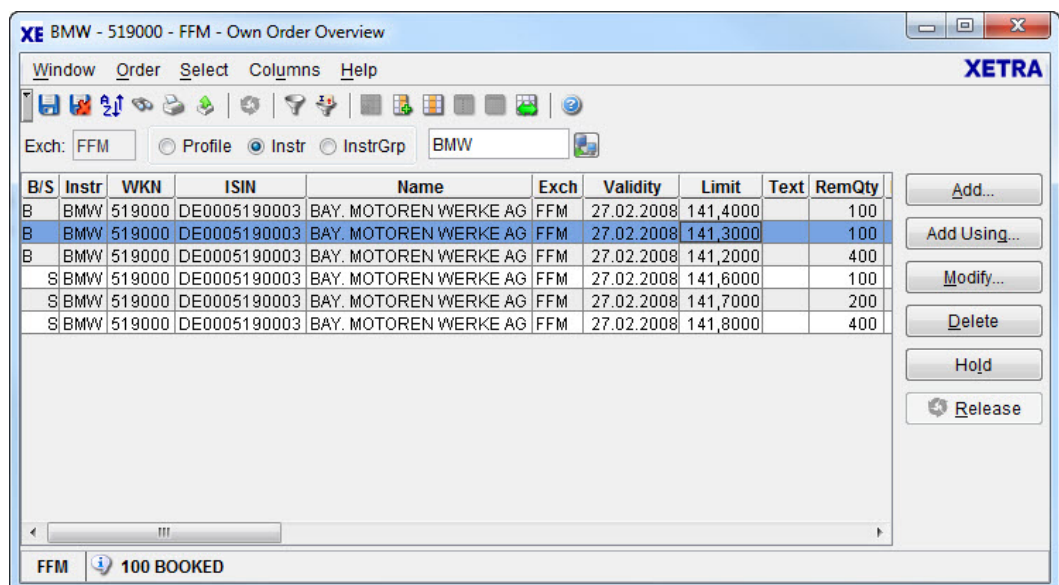 XE BMW - 519000 - FFM - Own Order Overview
Window Order Select Columns Help XETRA
Exch: FFM Profile Instr InstrGrp BMW
B/S Instr WKN ISIN Name Exch Validity Limit Text RemQty
B BMW 519000 DE0005190003 BAY. MOTOREN WERKE AG FFM 27.02.2008 141,4000 100
B BMW 519000 DE0005190003 BAY. MOTOREN WERKE AG FFM 27.02.2008 141,3000 100
B BMW 519000 DE0005190003 BAY. MOTOREN WERKE AG FFM 27.02.2008 141,2000 400
S BMW 519000 DE0005190003 BAY. MOTOREN WERKE AG FFM 27.02.2008 141,6000 100
S BMW 519000 DE0005190003 BAY. MOTOREN WERKE AG FFM 27.02.2008 141,7000 200
S BMW 519000 DE0005190003 BAY. MOTOREN WERKE AG FFM 27.02.2008 141,8000 400
Add...
Add Using...
Modify...
Delete
Hold
Release
FFM 100 BOOKED